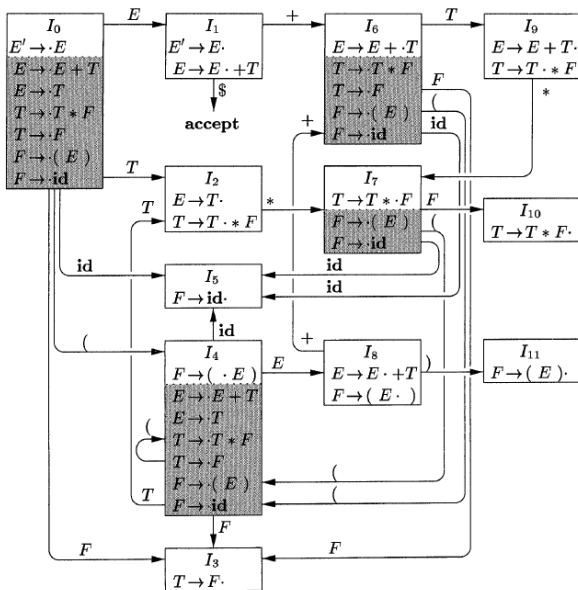 I₀
E′ → ·E
E → ·E + T
E → ·T
T → ·T * F
T → ·F
F → ·( E )
F → ·id
E
I₁
E′ → E·
E → E· + T
$
accept
+
I₆
E → E + ·T
T → ·T * F
T → ·F
F → ·( E )
F → ·id
T
I₉
E → E + T·
T → T· * F
*
F
(
id
+
T
I₂
E → T·
T → T· * F
*
T
I₇
T → T * ·F
F → ·( E )
F → ·id
F
(
I₁₀
T → T * F·
id
id
id
I₅
F → id·
id
(
I₄
F → ( ·E )
E → ·E + T
E → ·T
T → ·T * F
T → ·F
F → ·( E )
F → ·id
E
+
I₈
E → E· + T
F → ( E· )
)
I₁₁
F → ( E )·
(
(
(
T
F
F
F
I₃
T → F·